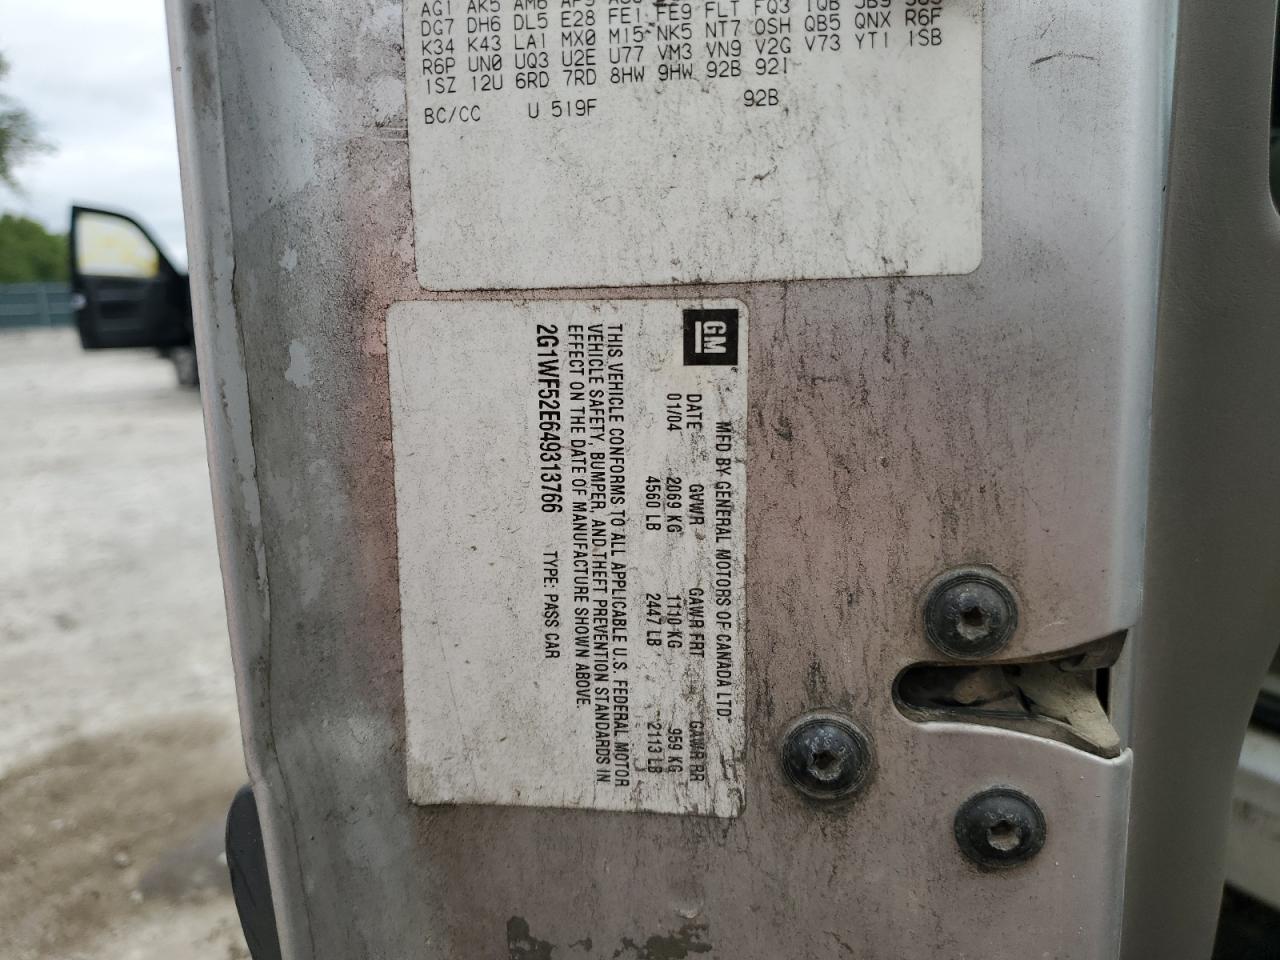 AG1 AK5 AM6 AP9
DG7 DH6 DL5 E28 FE1 FE9 FLT FQ3 IQB JB9
K34 K43 LA1 MX0 M15 NK5 NT7 OSH QB5 QNX R6F
R6P UN0 UQ3 U2E U77 VM3 VN9 V2G V73 YT1 1SB
1SZ 12U 6RD 7RD 8HW 9HW 92B 92I
BC/CC U 519F 92B
GM
MFD BY GENERAL MOTORS OF CANADA LTD.
DATE GVWR GAWR FRT GAWR RR
01/04 2069 KG 1110 KG 959 KG
4560 LB 2447 LB 2113 LB
THIS VEHICLE CONFORMS TO ALL APPLICABLE U.S. FEDERAL MOTOR
VEHICLE SAFETY, BUMPER, AND THEFT PREVENTION STANDARDS IN
EFFECT ON THE DATE OF MANUFACTURE SHOWN ABOVE.
2G1WF52E649313766 TYPE: PASS CAR